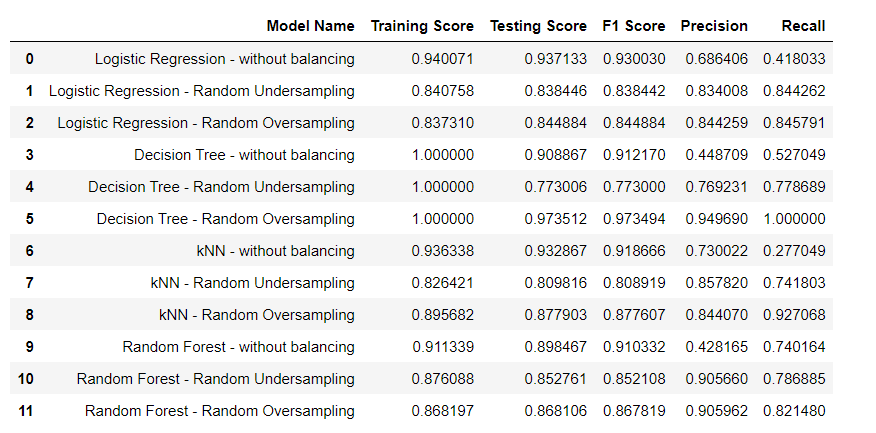 Model Name Training Score Testing Score F1 Score Precision Recall
0 Logistic Regression - without balancing 0.940071 0.937133 0.930030 0.686406 0.418033
1 Logistic Regression - Random Undersampling 0.840758 0.838446 0.838442 0.834008 0.844262
2 Logistic Regression - Random Oversampling 0.837310 0.844884 0.844884 0.844259 0.845791
3 Decision Tree - without balancing 1.000000 0.908867 0.912170 0.448709 0.527049
4 Decision Tree - Random Undersampling 1.000000 0.773006 0.773000 0.769231 0.778689
5 Decision Tree - Random Oversampling 1.000000 0.973512 0.973494 0.949690 1.000000
6 kNN - without balancing 0.936338 0.932867 0.918666 0.730022 0.277049
7 kNN - Random Undersampling 0.826421 0.809816 0.808919 0.857820 0.741803
8 kNN - Random Oversampling 0.895682 0.877903 0.877607 0.844070 0.927068
9 Random Forest - without balancing 0.911339 0.898467 0.910332 0.428165 0.740164
10 Random Forest - Random Undersampling 0.876088 0.852761 0.852108 0.905660 0.786885
11 Random Forest - Random Oversampling 0.868197 0.868106 0.867819 0.905962 0.821480